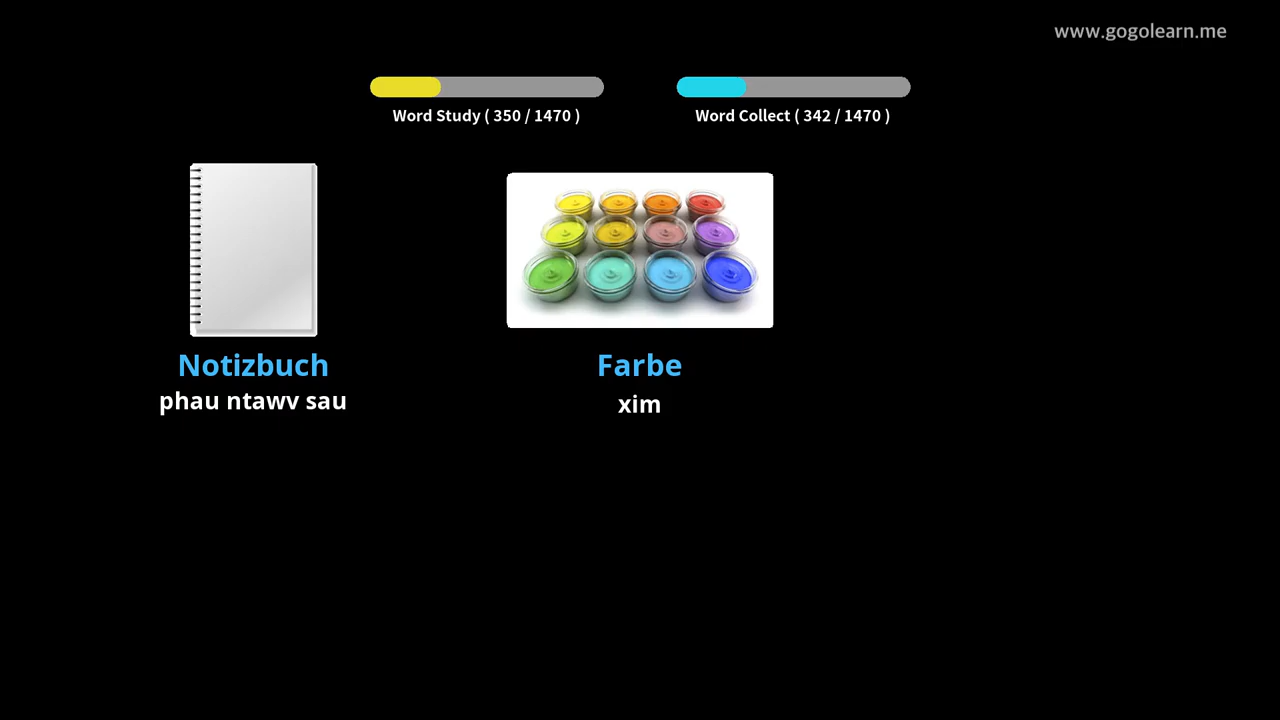 www.gogolearn.me
Word Study ( 350 / 1470 )
Word Collect ( 342 / 1470 )
Notizbuch
phau ntawv sau
Farbe
xim